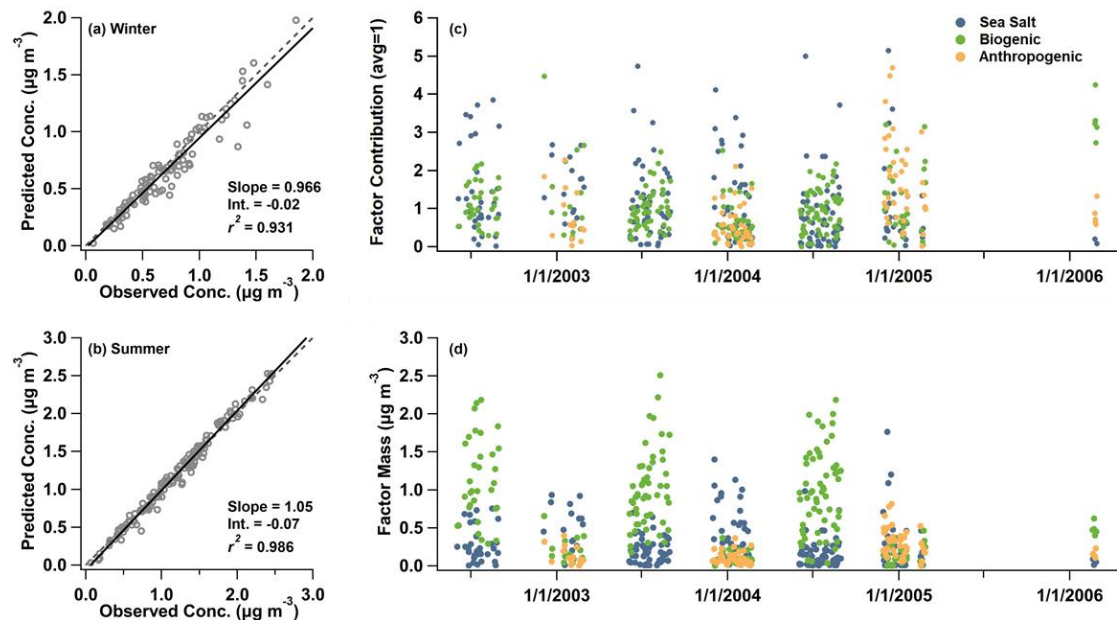 (a) Winter
Predicted Conc. (µg m⁻³)
2.0
1.5
1.0
0.5
0.0
Slope = 0.966
Int. = -0.02
r² = 0.931
0.0 0.5 1.0 1.5 2.0
Observed Conc. (µg m⁻³)
(c)
Sea Salt
Biogenic
Anthropogenic
Factor Contribution (avg=1)
6
5
4
3
2
1
0
1/1/2003 1/1/2004 1/1/2005 1/1/2006
(b) Summer
Predicted Conc. (µg m⁻³)
3.0
2.5
2.0
1.5
1.0
0.5
0.0
Slope = 1.05
Int. = -0.07
r² = 0.986
0.0 1.0 2.0 3.0
Observed Conc. (µg m⁻³)
(d)
Factor Mass (µg m⁻³)
3.0
2.5
2.0
1.5
1.0
0.5
0.0
1/1/2003 1/1/2004 1/1/2005 1/1/2006